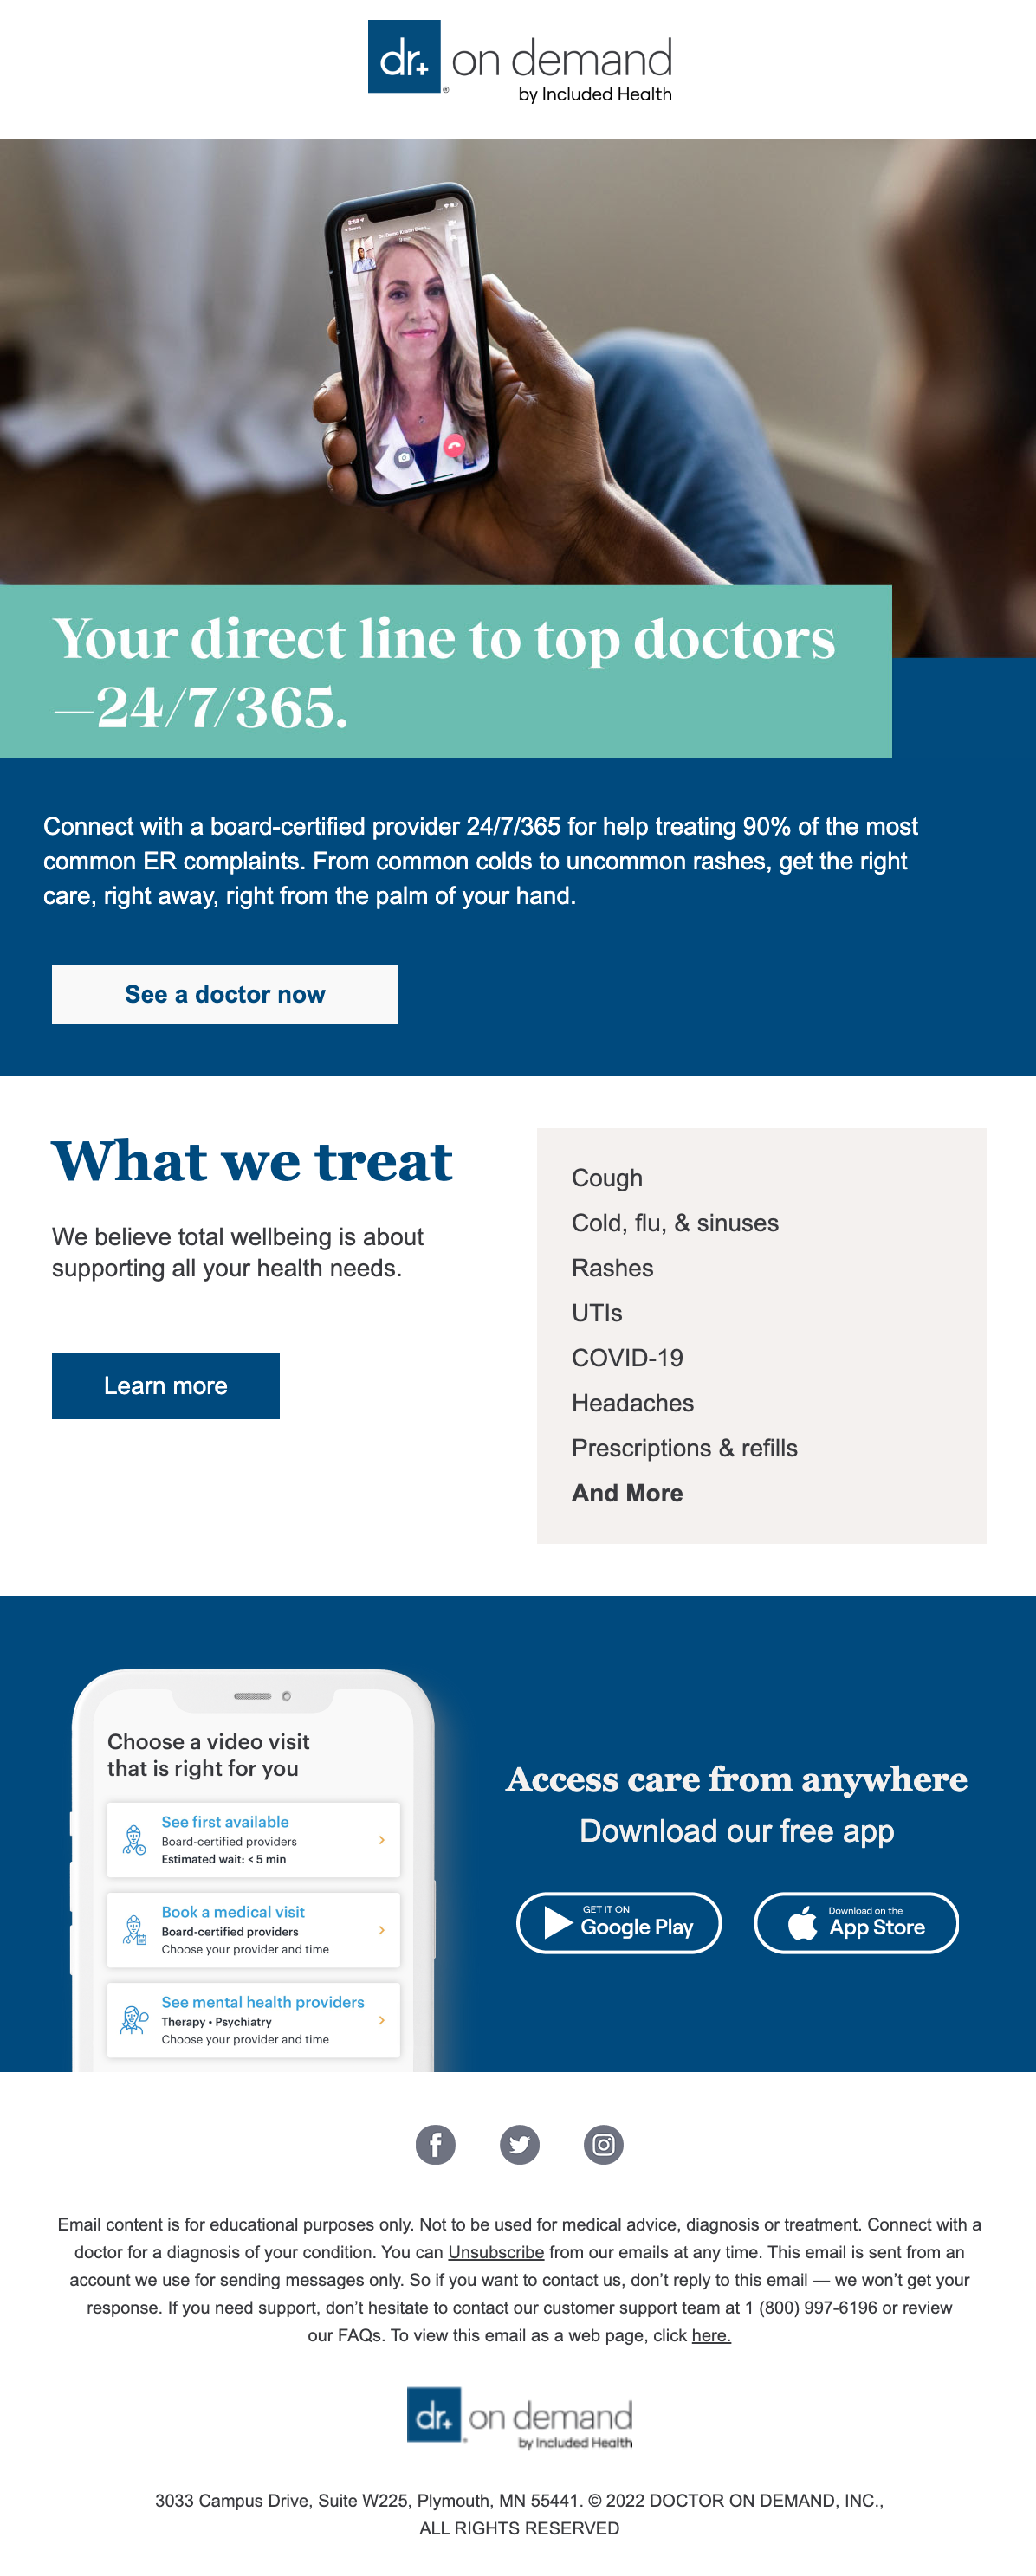 dr+ on demand
by Included Health
Your direct line to top doctors
—24/7/365.
Connect with a board-certified provider 24/7/365 for help treating 90% of the most
common ER complaints. From common colds to uncommon rashes, get the right
care, right away, right from the palm of your hand.
See a doctor now
What we treat
We believe total wellbeing is about
supporting all your health needs.
Learn more
Cough
Cold, flu, & sinuses
Rashes
UTIs
COVID-19
Headaches
Prescriptions & refills
And More
Choose a video visit
that is right for you
See first available
Board-certified providers
Estimated wait: < 5 min
Book a medical visit
Board-certified providers
Choose your provider and time
See mental health providers
Therapy • Psychiatry
Choose your provider and time
Access care from anywhere
Download our free app
GET IT ON
Google Play
Download on the
App Store
Email content is for educational purposes only. Not to be used for medical advice, diagnosis or treatment. Connect with a
doctor for a diagnosis of your condition. You can Unsubscribe from our emails at any time. This email is sent from an
account we use for sending messages only. So if you want to contact us, don’t reply to this email — we won’t get your
response. If you need support, don’t hesitate to contact our customer support team at 1 (800) 997-6196 or review
our FAQs. To view this email as a web page, click here.
dr+ on demand
by Included Health
3033 Campus Drive, Suite W225, Plymouth, MN 55441. © 2022 DOCTOR ON DEMAND, INC.,
ALL RIGHTS RESERVED